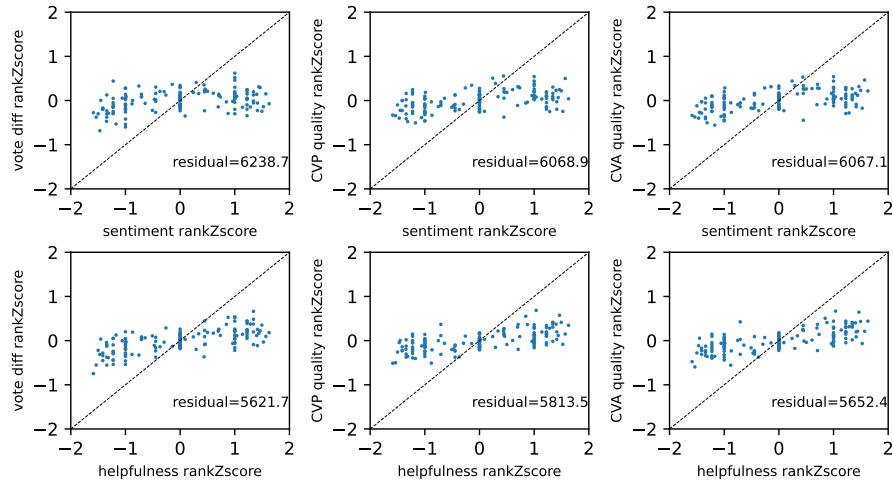 2
1
0
−1
−2
vote diff rankZscore
residual=6238.7
−2 −1 0 1 2
sentiment rankZscore
2
1
0
−1
−2
CVP quality rankZscore
residual=6068.9
−2 −1 0 1 2
sentiment rankZscore
2
1
0
−1
−2
CVA quality rankZscore
residual=6067.1
−2 −1 0 1 2
sentiment rankZscore
2
1
0
−1
−2
vote diff rankZscore
residual=5621.7
−2 −1 0 1 2
helpfulness rankZscore
2
1
0
−1
−2
CVP quality rankZscore
residual=5813.5
−2 −1 0 1 2
helpfulness rankZscore
2
1
0
−1
−2
CVA quality rankZscore
residual=5652.4
−2 −1 0 1 2
helpfulness rankZscore